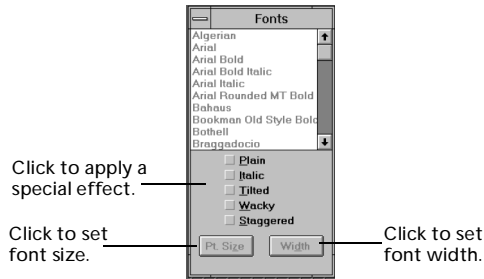 Fonts
Algerian
Arial
Arial Bold
Arial Bold Italic
Arial Italic
Arial Rounded MT Bold
Bahaus
Bookman Old Style Bold
Bothell
Braggadocio
Click to apply a
special effect.
Plain
Italic
Tilted
Wacky
Staggered
Click to set
font size.
Pt. Size
Width
Click to set
font width.